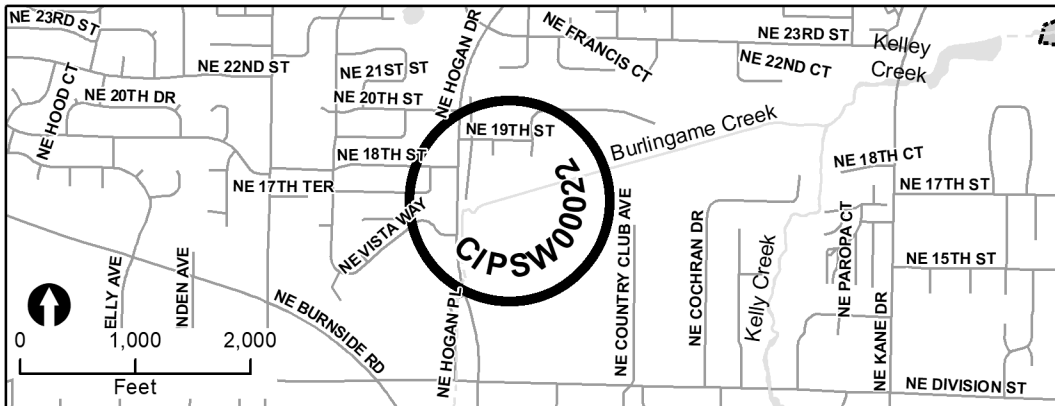 NE 23RD ST
NE HOGAN DR
NE FRANCIS CT
NE 23RD ST
Kelley
Creek
NE HOOD CT
NE 22ND ST
NE 21ST ST
NE 22ND CT
NE 20TH DR
NE 20TH ST
NE 19TH ST
Burlingame Creek
NE 18TH ST
NE 18TH CT
NE 17TH TER
NE 17TH ST
NE VISTA WAY
CIPSW00022
NE COUNTRY CLUB AVE
NE COCHRAN DR
Kelly Creek
NE PAROPA CT
NE 15TH ST
ELLY AVE
NDEN AVE
NE BURNSIDE RD
NE HOGAN PL
NE KANE DR
NE DIVISION ST
0 1,000 2,000
Feet